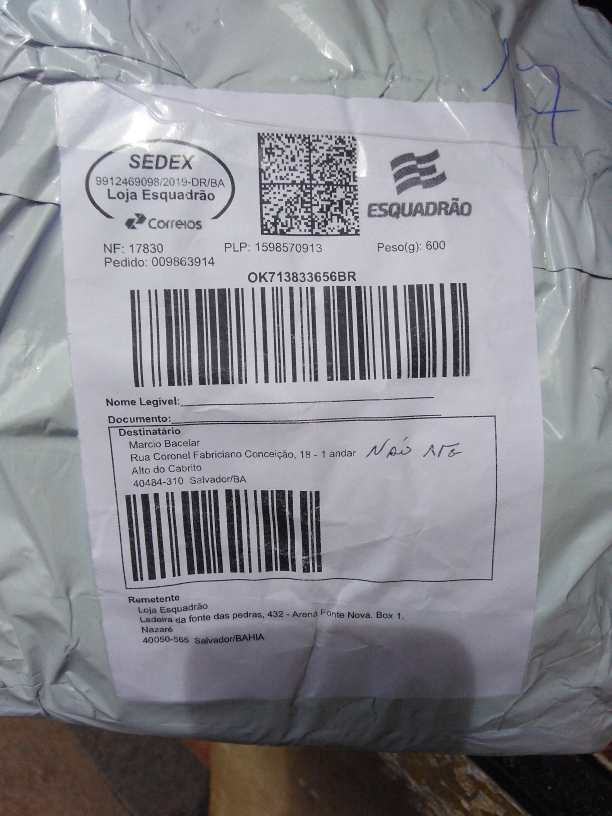 17
SEDEX
9912469098/2019-DR/BA
Loja Esquadrão
Correios
ESQUADRÃO
NF: 17830 PLP: 1598570913 Peso(g): 600
Pedido: 009863914
OK713833656BR
Nome Legível:
Documento:
Destinatário
Marcio Bacelar
Rua Coronel Fabriciano Conceição, 18 - 1 andar NÃO ATE
Alto do Cabrito
40484-310 Salvador/BA
Remetente
Loja Esquadrão
Ladeira da fonte das pedras, 432 - Arena Fonte Nova. Box 1.
Nazaré
40050-565 Salvador/BAHIA